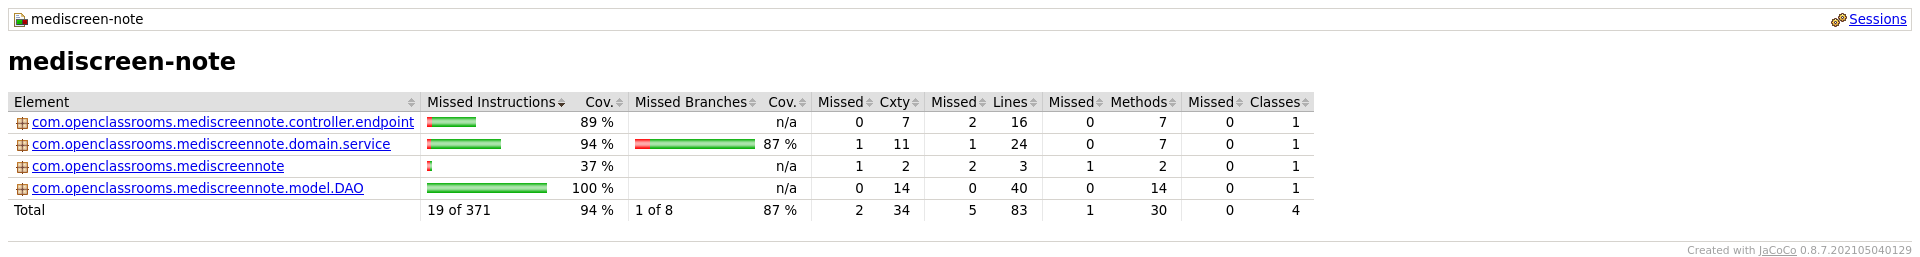 mediscreen-note Sessions
mediscreen-note
Element Missed Instructions Cov. Missed Branches Cov. Missed Cxty Missed Lines Missed Methods Missed Classes
com.openclassrooms.mediscreennote.controller.endpoint 89 % n/a 0 7 2 16 0 7 0 1
com.openclassrooms.mediscreennote.domain.service 94 % 87 % 1 11 1 24 0 7 0 1
com.openclassrooms.mediscreennote 37 % n/a 1 2 2 3 1 2 0 1
com.openclassrooms.mediscreennote.model.DAO 100 % n/a 0 14 0 40 0 14 0 1
Total 19 of 371 94 % 1 of 8 87 % 2 34 5 83 1 30 0 4
Created with JaCoCo 0.8.7.202105040129